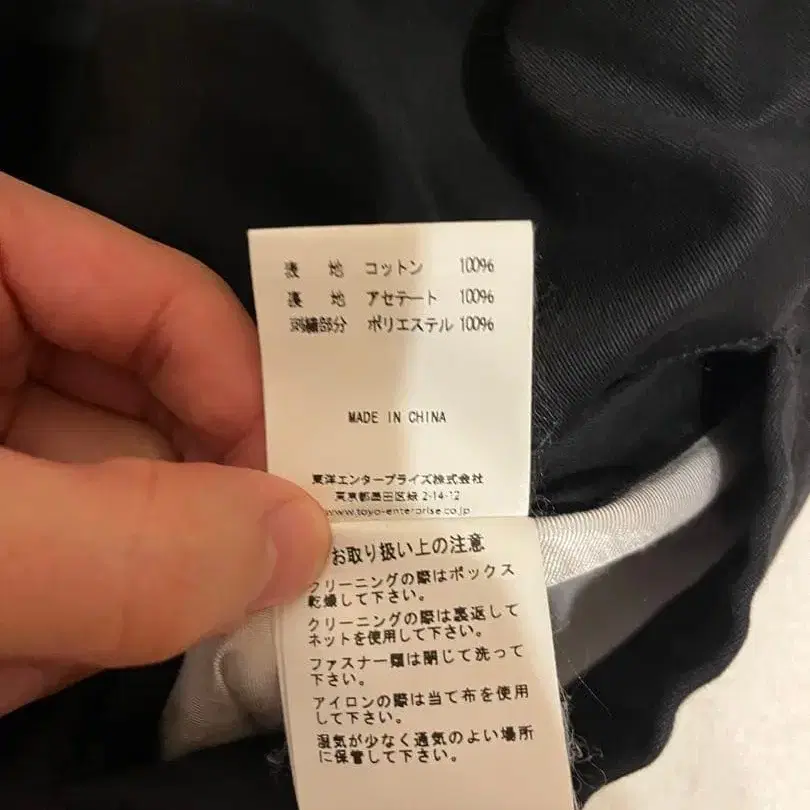 表 地 コットン 100%
裏 地 アセテート 100%
刺繍部分 ポリエステル 100%
MADE IN CHINA
東洋エンタープライズ株式会社
東京都墨田区緑 2-14-12
www.toyo-enterprise.co.jp
お取り扱い上の注意
クリーニングの際はボックス
乾燥して下さい。
クリーニングの際は裏返して
ネットを使用して下さい。
ファスナー類は閉じて洗って
下さい。
アイロンの際は当て布を使用
して下さい。
湿気が少なく通気のよい場所
に保管して下さい。